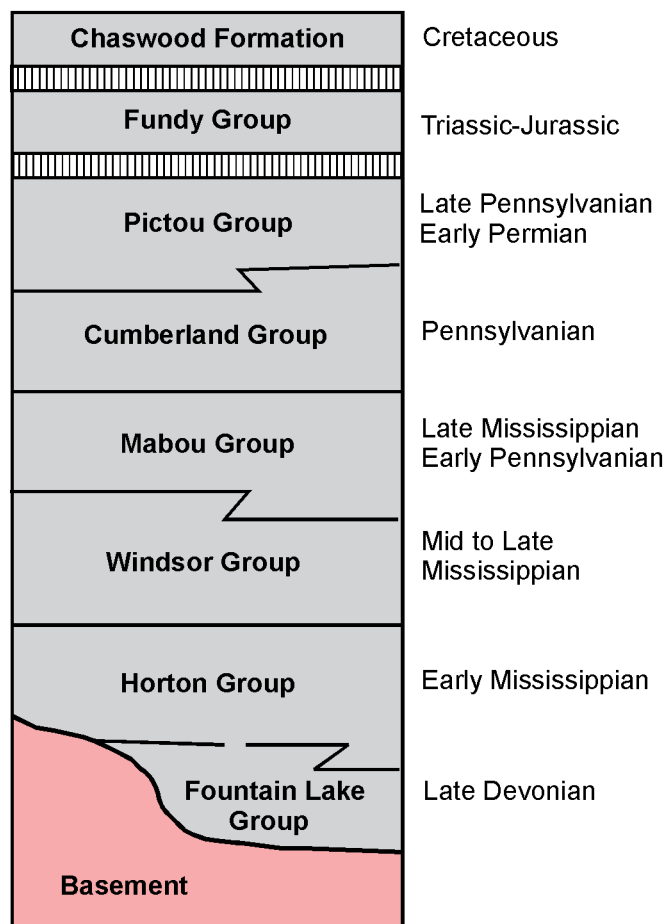 Chaswood Formation
Cretaceous
Fundy Group
Triassic-Jurassic
Pictou Group
Late Pennsylvanian
Early Permian
Cumberland Group
Pennsylvanian
Mabou Group
Late Mississippian
Early Pennsylvanian
Windsor Group
Mid to Late
Mississippian
Horton Group
Early Mississippian
Fountain Lake
Group
Late Devonian
Basement